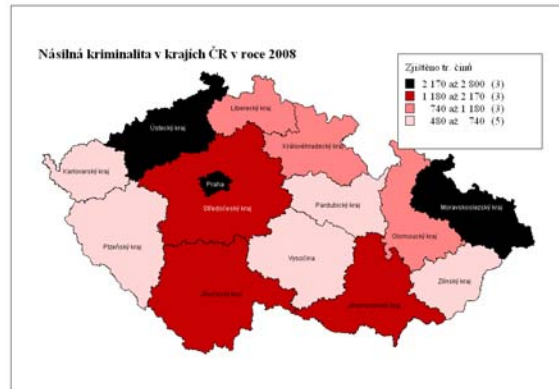 Násilná kriminalita v krajích ČR v roce 2008
Zjištěno tr. činů
2 170 až 2 800 (3)
1 180 až 2 170 (3)
740 až 1 180 (3)
480 až 740 (5)
Liberecký kraj
Ústecký kraj
Královéhradecký kraj
Karlovarský kraj
Praha
Středočeský kraj
Pardubický kraj
Moravskoslezský kraj
Plzeňský kraj
Olomoucký kraj
Vysočina
Zlínský kraj
Jihočeský kraj
Jihomoravský kraj